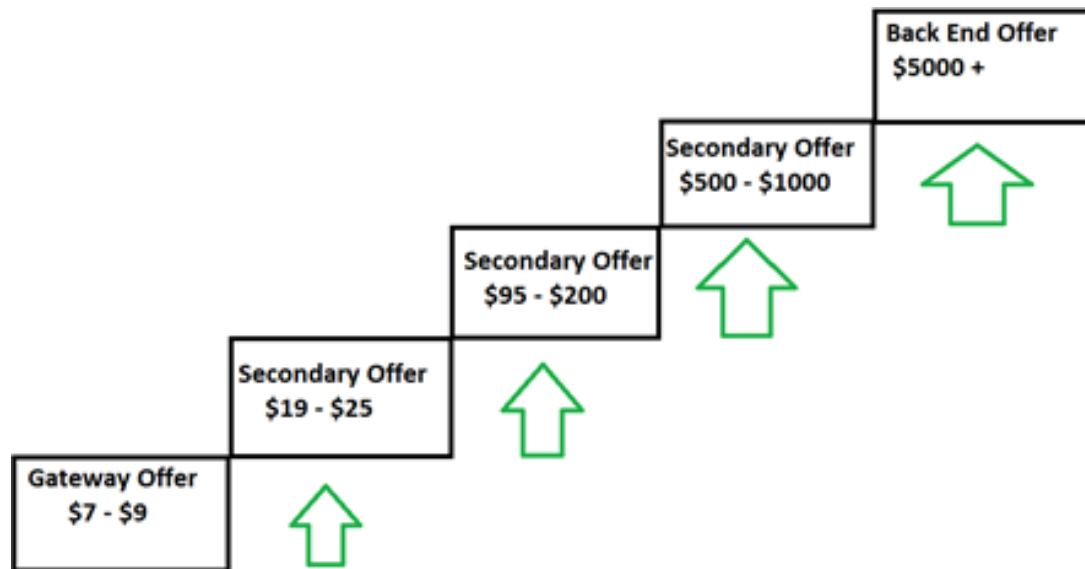 Back End Offer
$5000 +
Secondary Offer
$500 - $1000
Secondary Offer
$95 - $200
Secondary Offer
$19 - $25
Gateway Offer
$7 - $9